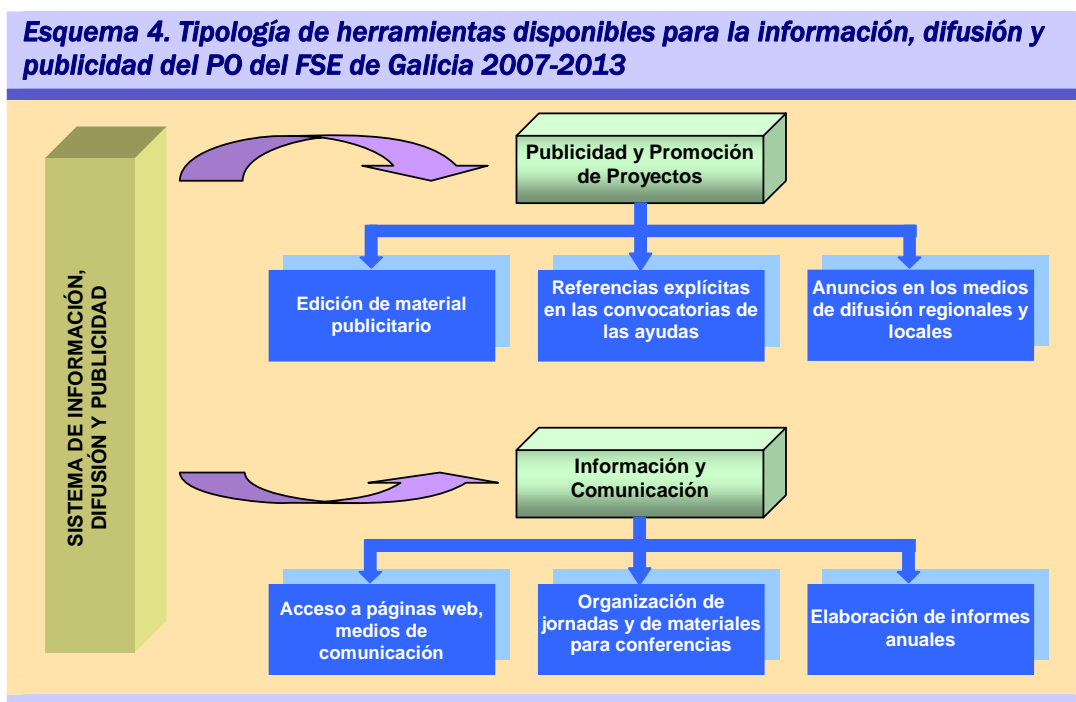 Esquema 4. Tipología de herramientas disponibles para la información, difusión y
publicidad del PO del FSE de Galicia 2007-2013
SISTEMA DE INFORMACIÓN,
DIFUSIÓN Y PUBLICIDAD
Publicidad y Promoción
de Proyectos
Edición de material
publicitario
Referencias explícitas
en las convocatorias de
las ayudas
Anuncios en los medios
de difusión regionales y
locales
Información y
Comunicación
Acceso a páginas web,
medios de
comunicación
Organización de
jornadas y de materiales
para conferencias
Elaboración de informes
anuales